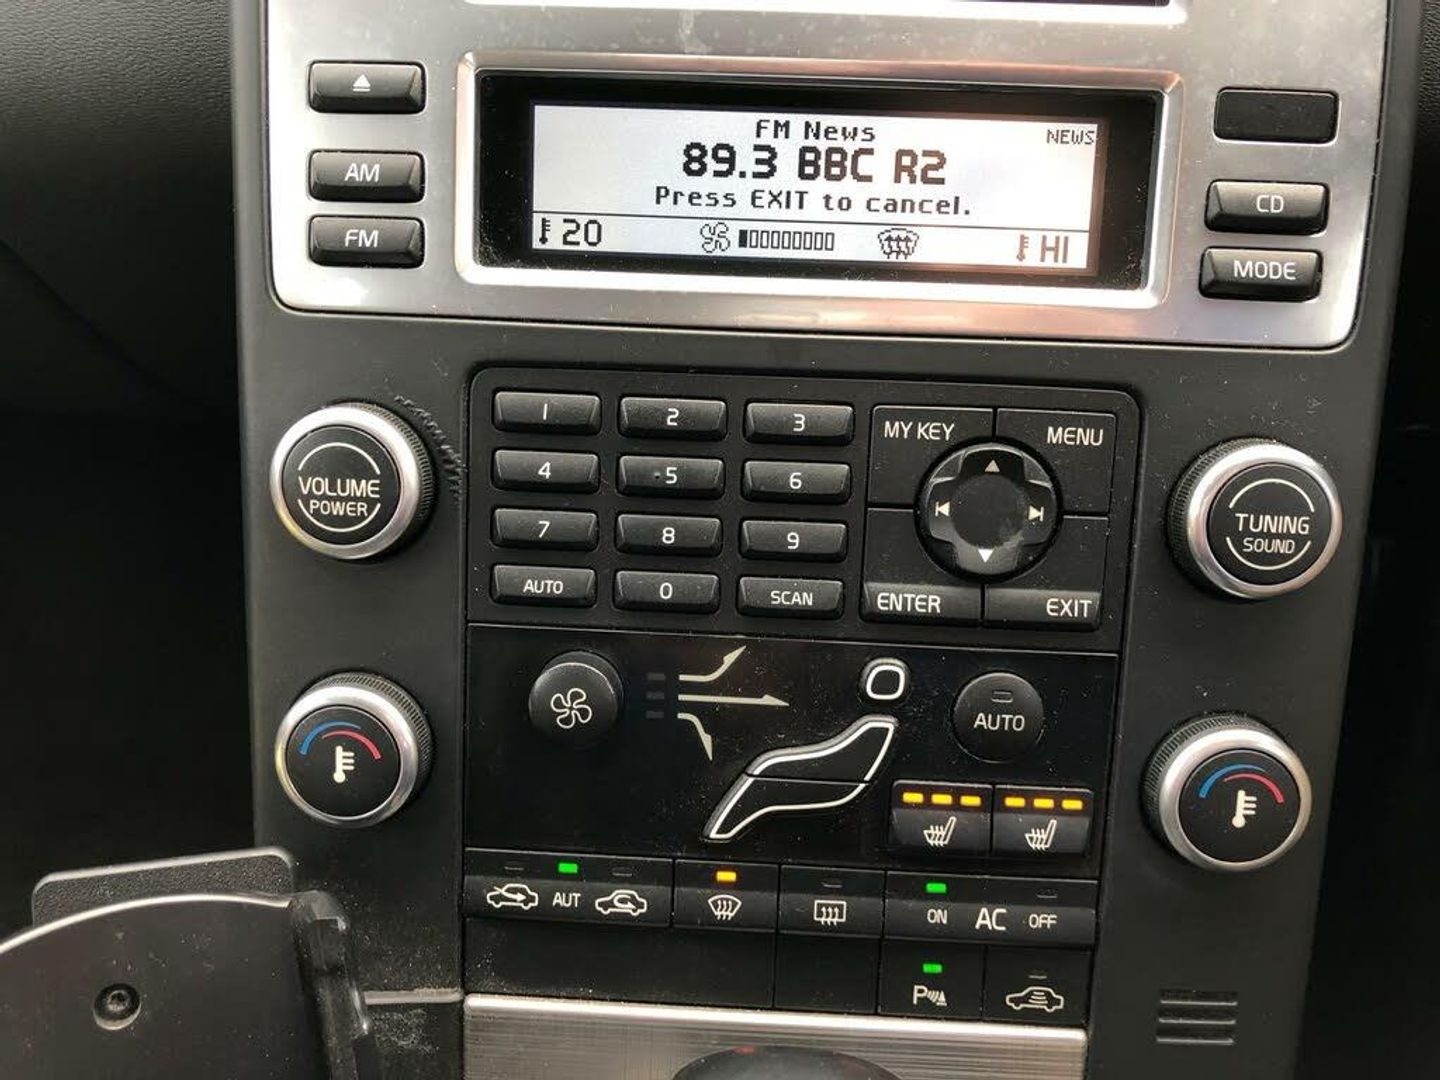 FM News
NEWS
89.3 BBC R2
Press EXIT to cancel.
20
HI
AM
FM
CD
MODE
VOLUME
POWER
1 2 3
4 5 6
7 8 9
AUTO 0 SCAN
MY KEY MENU
ENTER EXIT
TUNING
SOUND
AUTO
AUT
ON AC OFF
P